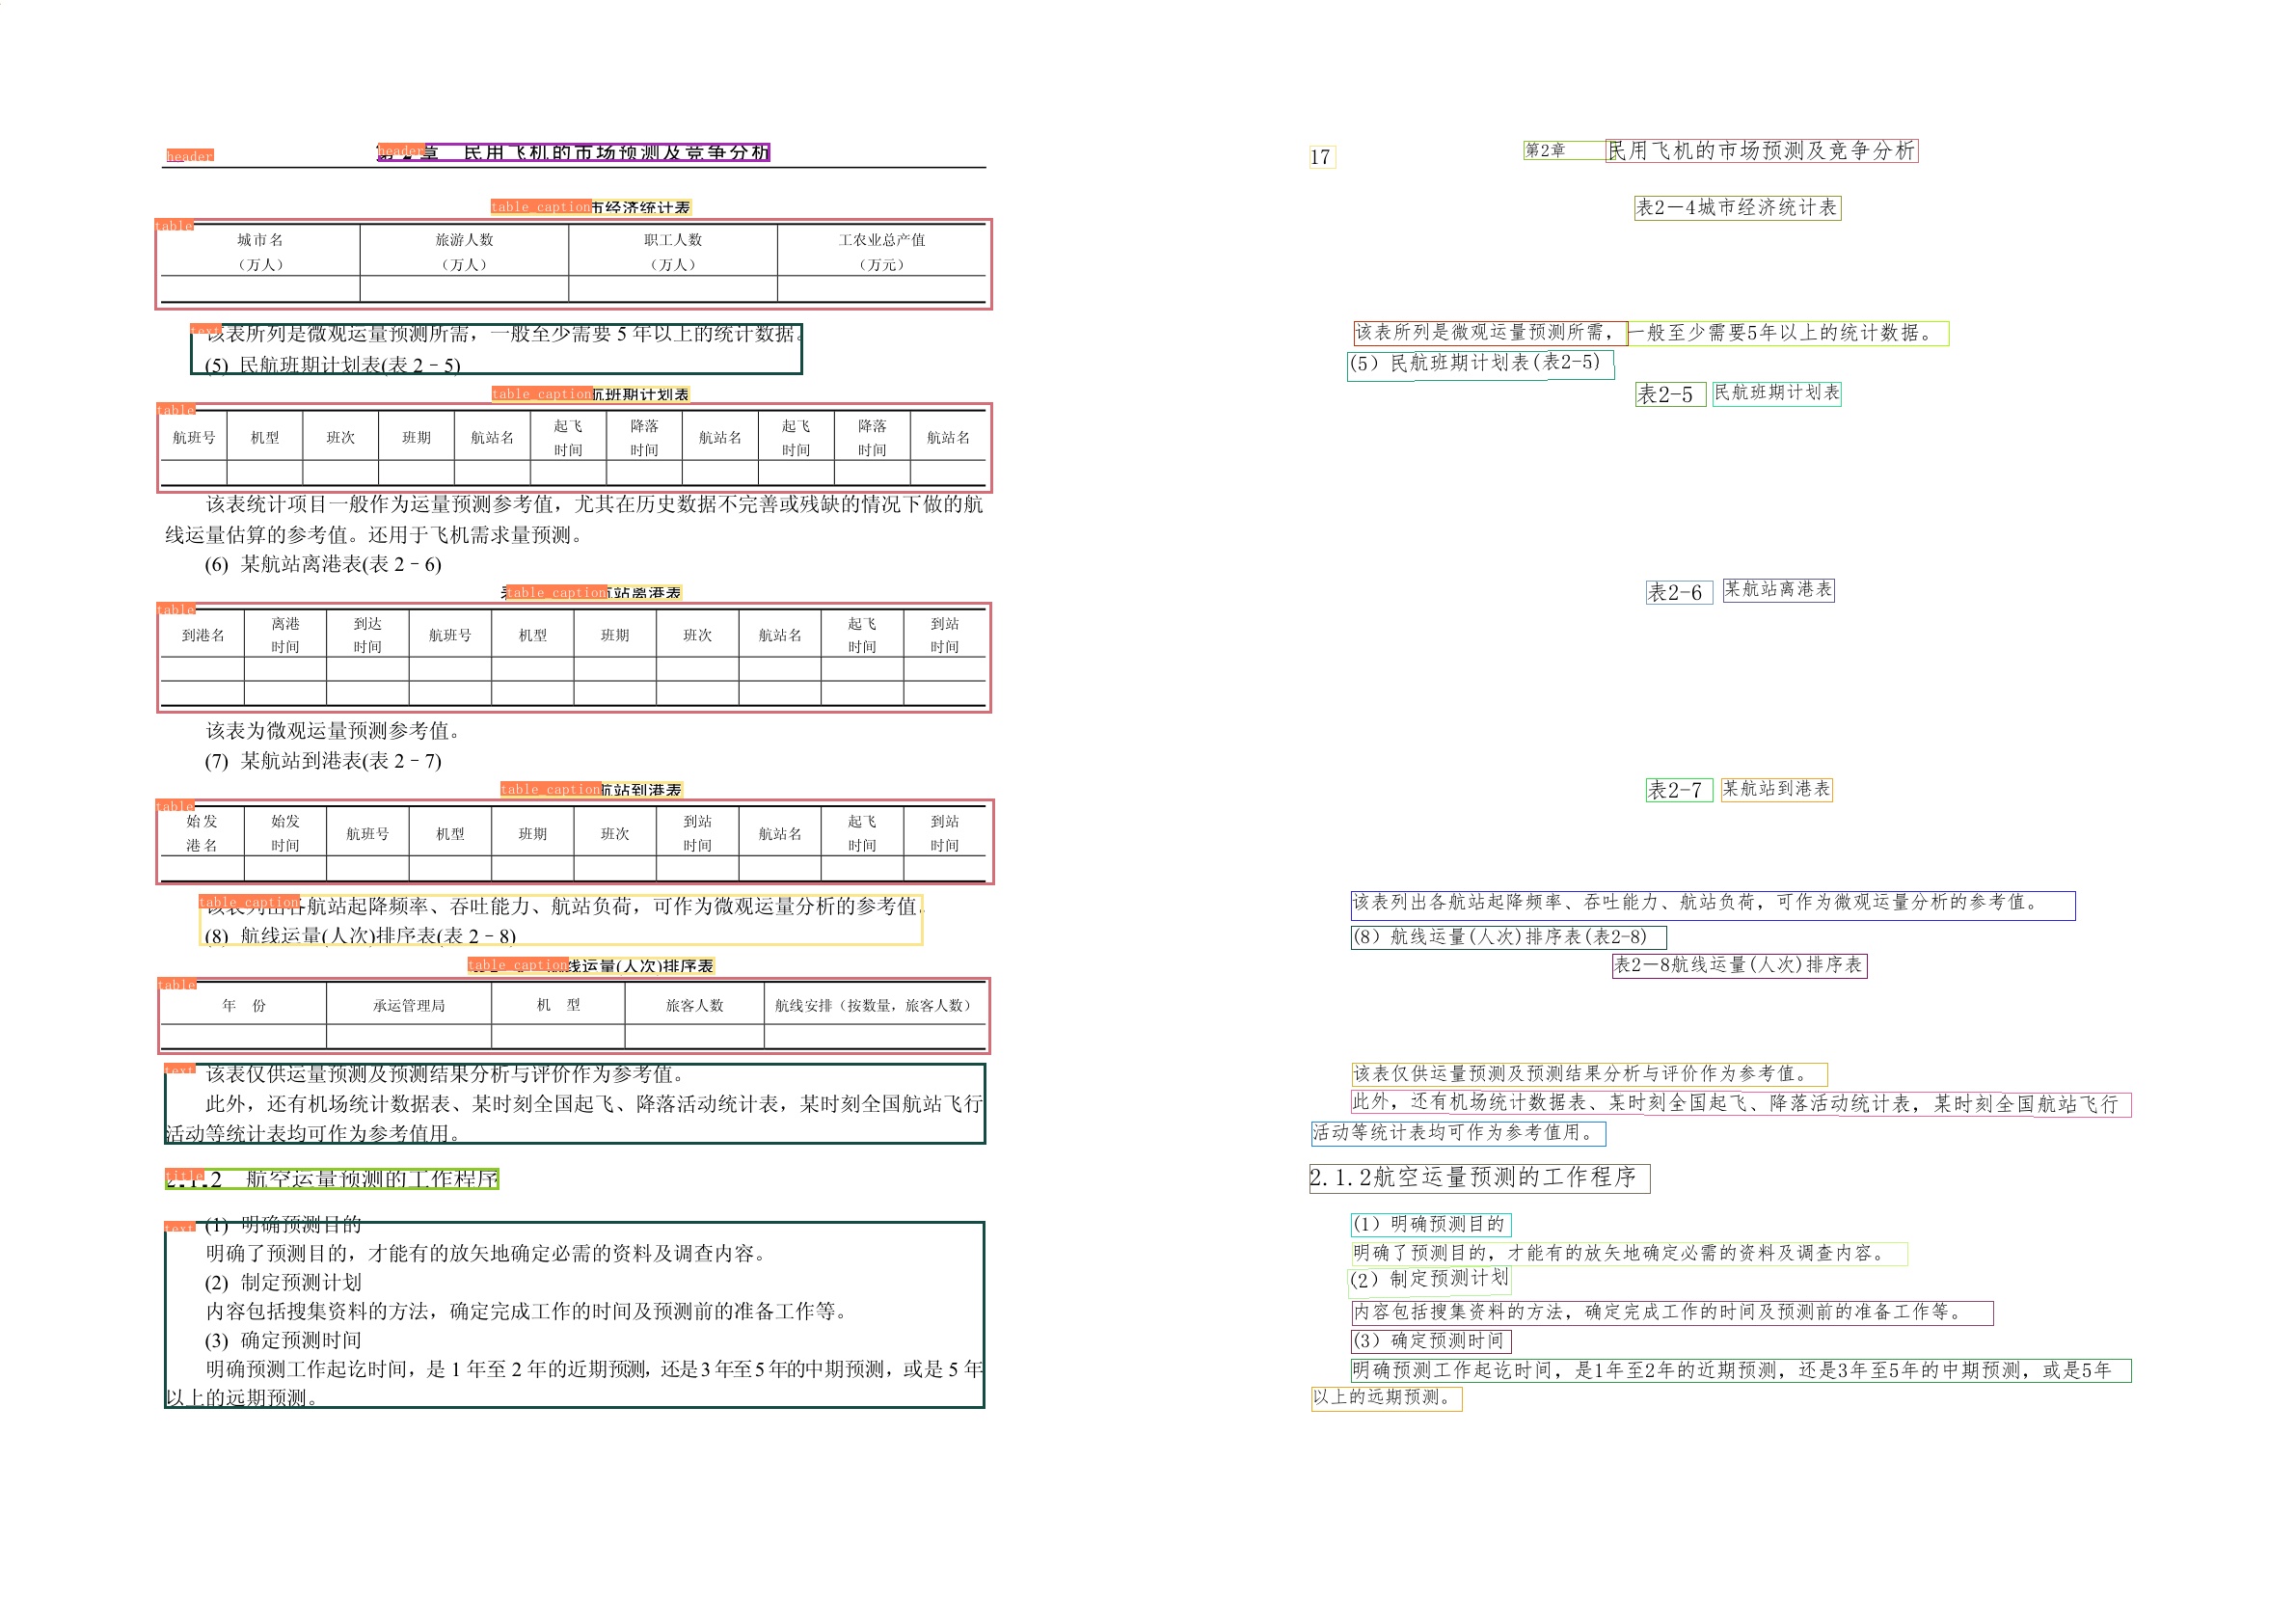 header
header 章 民用飞机的市场预测及竞争分析
table_caption 市经济统计表
table
城市名 旅游人数 职工人数 工农业总产值
（万人） （万人） （万人） （万元）
text 该表所列是微观运量预测所需，一般至少需要 5 年以上的统计数据。
(5) 民航班期计划表(表 2－5)
table_caption 航班期计划表
table
航班号 机型 班次 班期 航站名 起飞时间 降落时间 航站名 起飞时间 降落时间 航站名
该表统计项目一般作为运量预测参考值，尤其在历史数据不完善或残缺的情况下做的航
线运量估算的参考值。还用于飞机需求量预测。
(6) 某航站离港表(表 2－6)
table_caption 站离港表
table
到港名 离港时间 到达时间 航班号 机型 班期 班次 航站名 起飞时间 到站时间
该表为微观运量预测参考值。
(7) 某航站到港表(表 2－7)
table_caption 航站到港表
table
始发港名 始发时间 航班号 机型 班期 班次 到站时间 航站名 起飞时间 到站时间
table_caption 航站起降频率、吞吐能力、航站负荷，可作为微观运量分析的参考值。
(8) 航线运量(人次)排序表(表 2－8)
table_caption 线运量(人次)排序表
table
年 份 承运管理局 机 型 旅客人数 航线安排（按数量，旅客人数）
text 该表仅供运量预测及预测结果分析与评价作为参考值。
此外，还有机场统计数据表、某时刻全国起飞、降落活动统计表，某时刻全国航站飞行
活动等统计表均可作为参考值用。
title 2.1.2 航空运量预测的工作程序
text (1) 明确预测目的
明确了预测目的，才能有的放矢地确定必需的资料及调查内容。
(2) 制定预测计划
内容包括搜集资料的方法，确定完成工作的时间及预测前的准备工作等。
(3) 确定预测时间
明确预测工作起讫时间，是 1 年至 2 年的近期预测，还是 3 年至 5 年的中期预测，或是 5 年
以上的远期预测。
17 第2章 民用飞机的市场预测及竞争分析
表2－4城市经济统计表
该表所列是微观运量预测所需，一般至少需要5年以上的统计数据。
(5) 民航班期计划表(表2-5)
表2-5 民航班期计划表
表2-6 某航站离港表
表2-7 某航站到港表
该表列出各航站起降频率、吞吐能力、航站负荷，可作为微观运量分析的参考值。
(8) 航线运量(人次)排序表(表2-8)
表2－8航线运量(人次)排序表
该表仅供运量预测及预测结果分析与评价作为参考值。
此外，还有机场统计数据表、某时刻全国起飞、降落活动统计表，某时刻全国航站飞行
活动等统计表均可作为参考值用。
2.1.2航空运量预测的工作程序
(1) 明确预测目的
明确了预测目的，才能有的放矢地确定必需的资料及调查内容。
(2) 制定预测计划
内容包括搜集资料的方法，确定完成工作的时间及预测前的准备工作等。
(3) 确定预测时间
明确预测工作起讫时间，是1年至2年的近期预测，还是3年至5年的中期预测，或是5年
以上的远期预测。